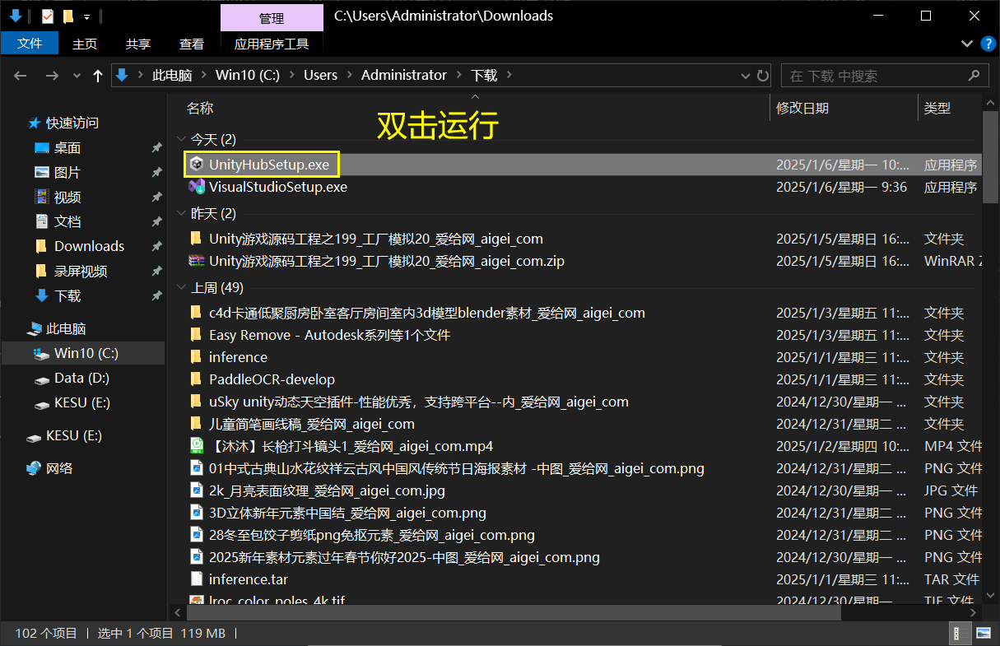 管理
C:\Users\Administrator\Downloads
文件 主页 共享 查看 应用程序工具
此电脑 > Win10 (C:) > Users > Administrator > 下载 >
在 下载 中搜索
名称 修改日期 类型
双击运行
快速访问
桌面
图片
视频
文档
Downloads
录屏视频
下载
此电脑
Win10 (C:)
Data (D:)
KESU (E:)
KESU (E:)
网络
今天 (2)
UnityHubSetup.exe 2025/1/6/星期一 10:... 应用程序
VisualStudioSetup.exe 2025/1/6/星期一 9:36 应用程序
昨天 (2)
Unity游戏源码工程之199_工厂模拟20_爱给网_aigei_com 2025/1/5/星期日 16:... 文件夹
Unity游戏源码工程之199_工厂模拟20_爱给网_aigei_com.zip 2025/1/5/星期日 16:... WinRAR Z
上周 (49)
c4d卡通低聚厨房卧室客厅房间室内3d模型blender素材_爱给网_aigei_com 2025/1/3/星期五 11:... 文件夹
Easy Remove - Autodesk系列等1个文件 2025/1/3/星期五 11:... 文件夹
inference 2025/1/1/星期三 11:... 文件夹
PaddleOCR-develop 2025/1/1/星期三 11:... 文件夹
uSky unity动态天空插件-性能优秀，支持跨平台--内_爱给网_aigei_com 2024/12/30/星期一 ... 文件夹
儿童简笔画线稿_爱给网_aigei_com 2024/12/31/星期二 ... 文件夹
【沐沐】长枪打斗镜头1_爱给网_aigei_com.mp4 2025/1/2/星期四 10:... MP4 文件
01中式古典山水花纹祥云古风中国风传统节日海报素材 -中图_爱给网_aigei_com.png 2024/12/31/星期二 ... PNG 文件
2k_月亮表面纹理_爱给网_aigei_com.jpg 2024/12/30/星期一 ... JPG 文件
3D立体新年元素中国结_爱给网_aigei_com.png 2024/12/31/星期二 ... PNG 文件
28冬至包饺子剪纸png免抠元素_爱给网_aigei_com.png 2024/12/31/星期二 ... PNG 文件
2025新年素材元素过年春节你好2025-中图_爱给网_aigei_com.png 2024/12/30/星期一 ... PNG 文件
inference.tar 2025/1/1/星期三 11:... TAR 文件
lroc_color_poles_4k.tif 2024/12/30/星期一 ... TIF 文件
102 个项目 | 选中 1 个项目 119 MB |